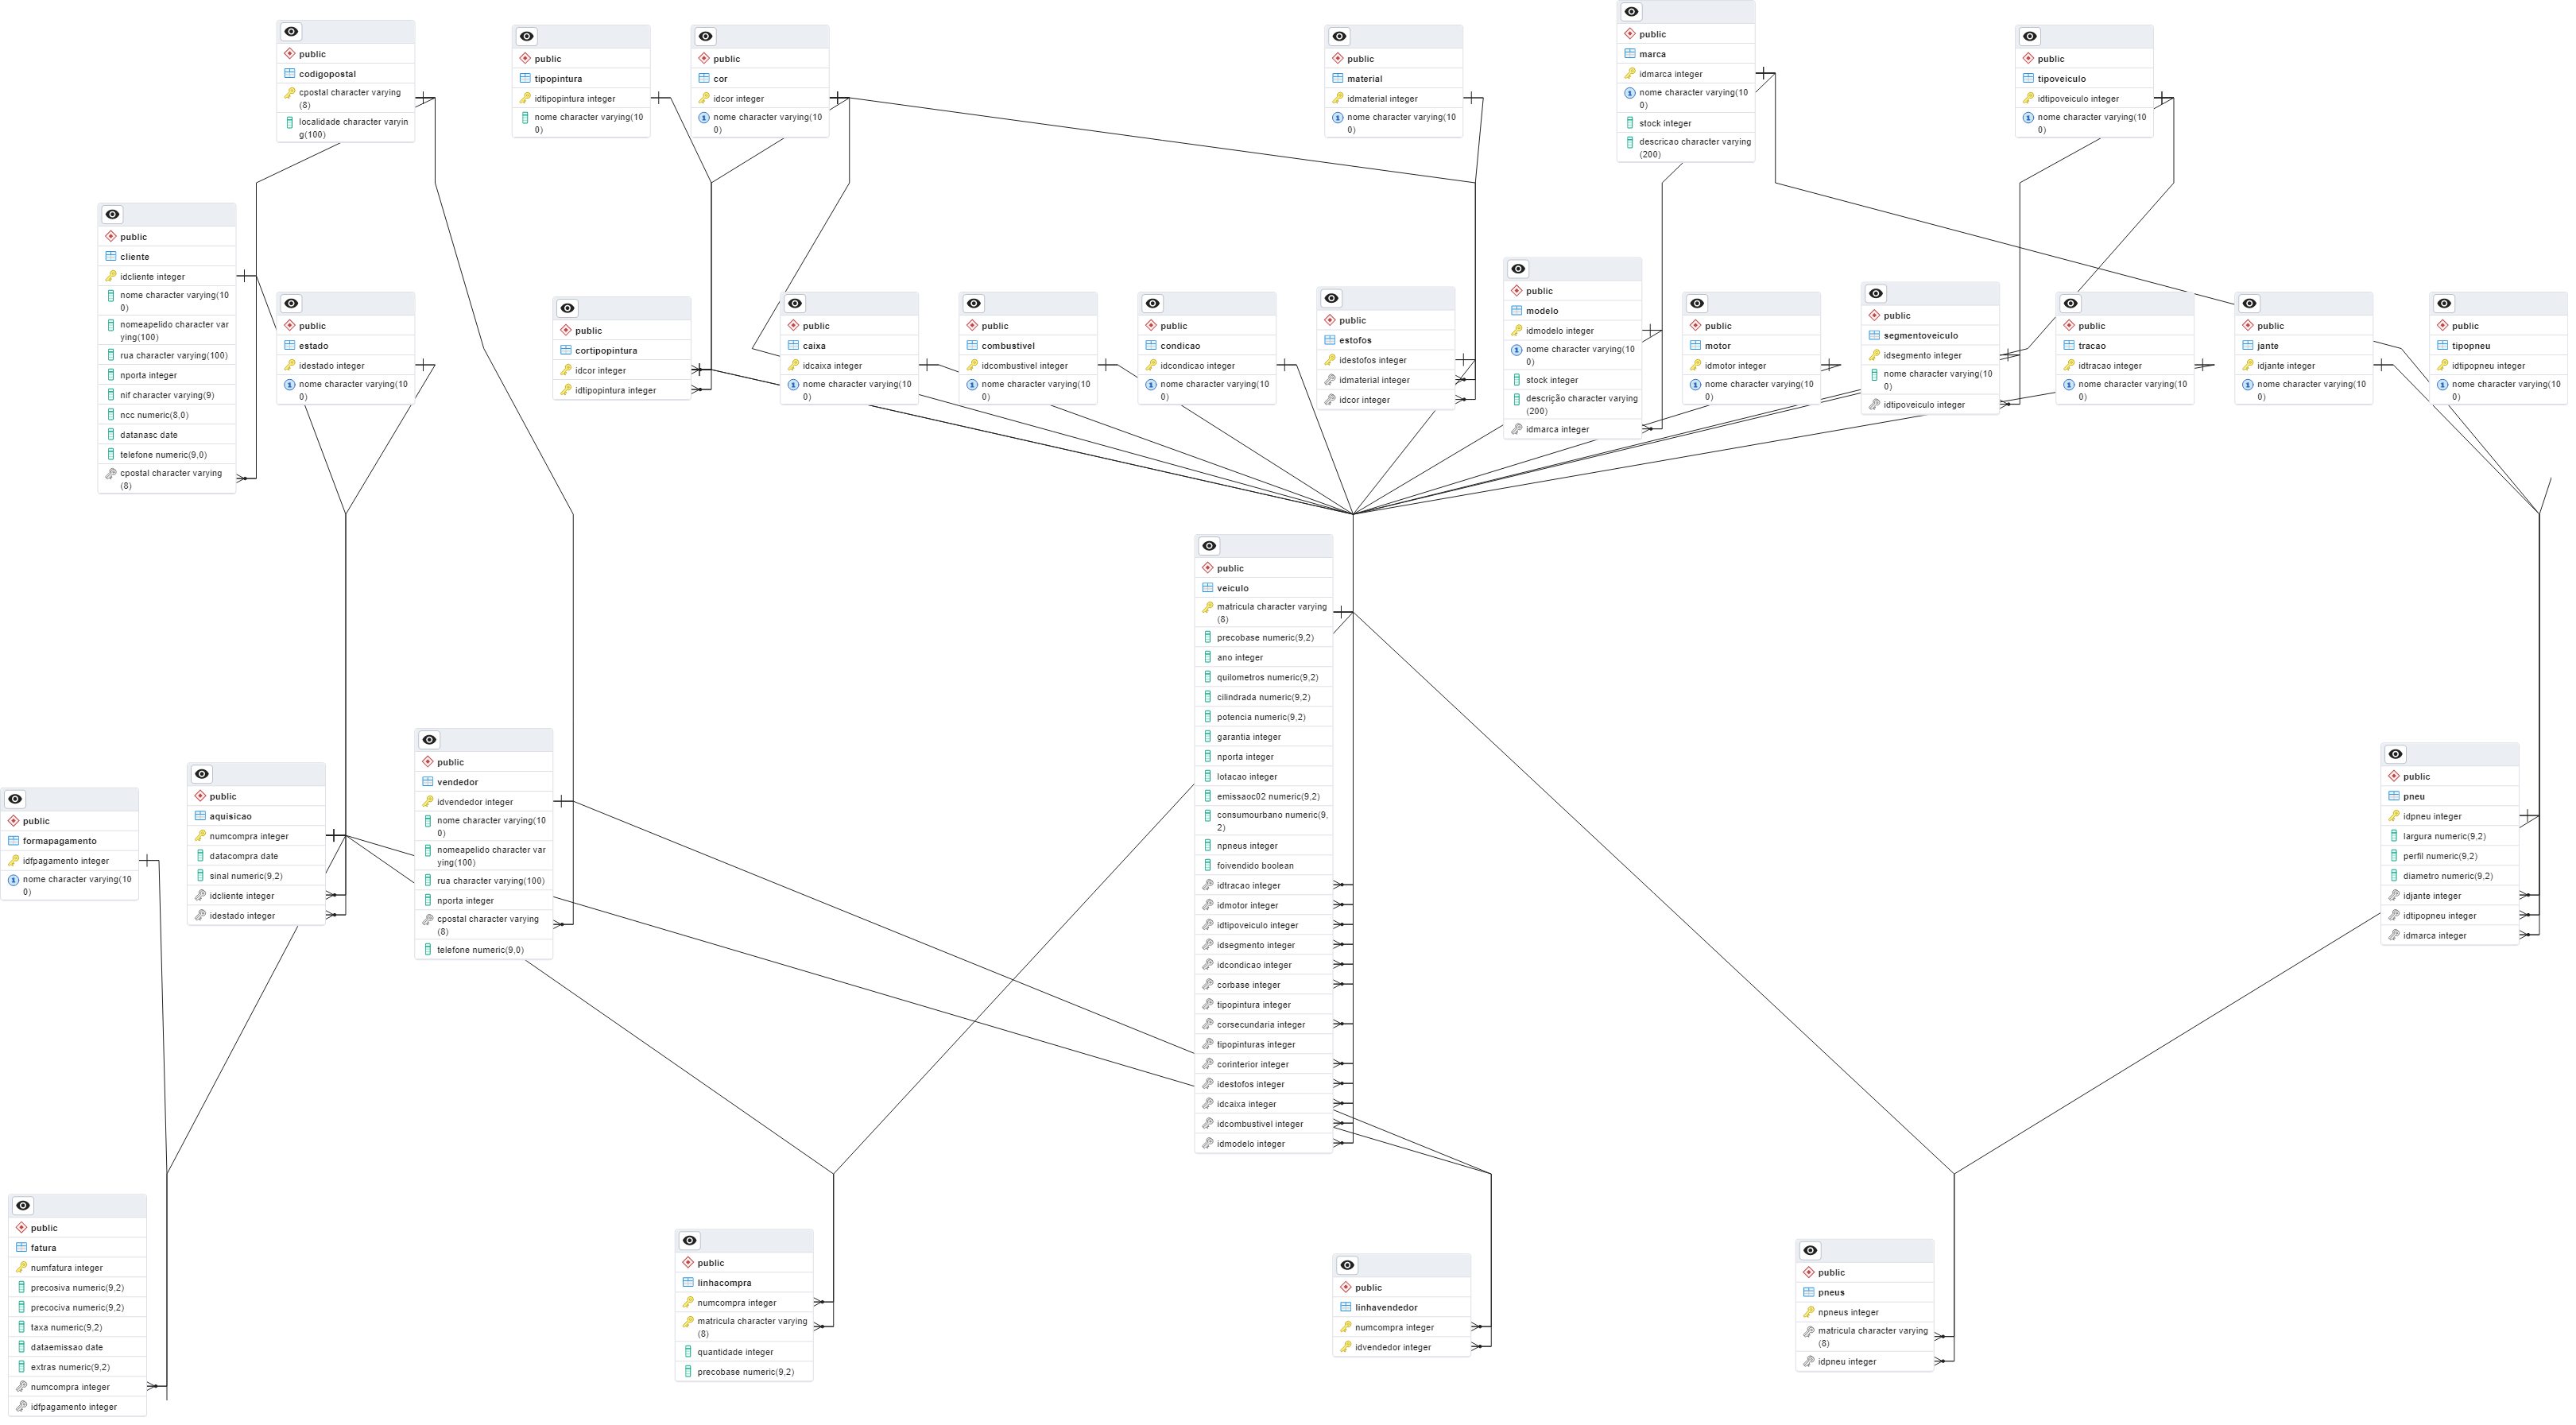 public
codigopostal
cpostal character varying
(8)
localidade character varyin
g(100)
public
tipopintura
idtipopintura integer
nome character varying(10
0)
public
cor
idcor integer
nome character varying(10
0)
public
material
idmaterial integer
nome character varying(10
0)
public
marca
idmarca integer
nome character varying(10
0)
stock integer
descricao character varying
(200)
public
tipoveiculo
idtipoveiculo integer
nome character varying(10
0)
public
cliente
idcliente integer
nome character varying(10
0)
nomeapelido character var
ying(100)
rua character varying(100)
nporta integer
nif character varying(9)
ncc numeric(8,0)
datanasc date
telefone numeric(9,0)
cpostal character varying
(8)
public
estado
idestado integer
nome character varying(10
0)
public
cortipopintura
idcor integer
idtipopintura integer
public
caixa
idcaixa integer
nome character varying(10
0)
public
combustivel
idcombustivel integer
nome character varying(10
0)
public
condicao
idcondicao integer
nome character varying(10
0)
public
estofos
idestofos integer
idmaterial integer
idcor integer
public
modelo
idmodelo integer
nome character varying(10
0)
stock integer
descrição character varying
(200)
idmarca integer
public
motor
idmotor integer
nome character varying(10
0)
public
segmentoveiculo
idsegmento integer
nome character varying(10
0)
idtipoveiculo integer
public
tracao
idtracao integer
nome character varying(10
0)
public
jante
idjante integer
nome character varying(10
0)
public
tipopneu
idtipopneu integer
nome character varying(10
0)
public
veiculo
matricula character varying
(8)
precobase numeric(9,2)
ano integer
quilometros numeric(9,2)
cilindrada numeric(9,2)
potencia numeric(9,2)
garantia integer
nporta integer
lotacao integer
emissaoc02 numeric(9,2)
consumourbano numeric(9,
2)
npneus integer
foivendido boolean
idtracao integer
idmotor integer
idtipoveiculo integer
idsegmento integer
idcondicao integer
corbase integer
tipopintura integer
corsecundaria integer
tipopinturas integer
corinterior integer
idestofos integer
idcaixa integer
idcombustivel integer
idmodelo integer
public
formapagamento
idfpagamento integer
nome character varying(10
0)
public
aquisicao
numcompra integer
datacompra date
sinal numeric(9,2)
idcliente integer
idestado integer
public
vendedor
idvendedor integer
nome character varying(10
0)
nomeapelido character var
ying(100)
rua character varying(100)
nporta integer
cpostal character varying
(8)
telefone numeric(9,0)
public
pneu
idpneu integer
largura numeric(9,2)
perfil numeric(9,2)
diametro numeric(9,2)
idjante integer
idtipopneu integer
idmarca integer
public
fatura
numfatura integer
precosiva numeric(9,2)
precociva numeric(9,2)
taxa numeric(9,2)
dataemissao date
extras numeric(9,2)
numcompra integer
idfpagamento integer
public
linhacompra
numcompra integer
matricula character varying
(8)
quantidade integer
precobase numeric(9,2)
public
linhavendedor
numcompra integer
idvendedor integer
public
pneus
npneus integer
matricula character varying
(8)
idpneu integer